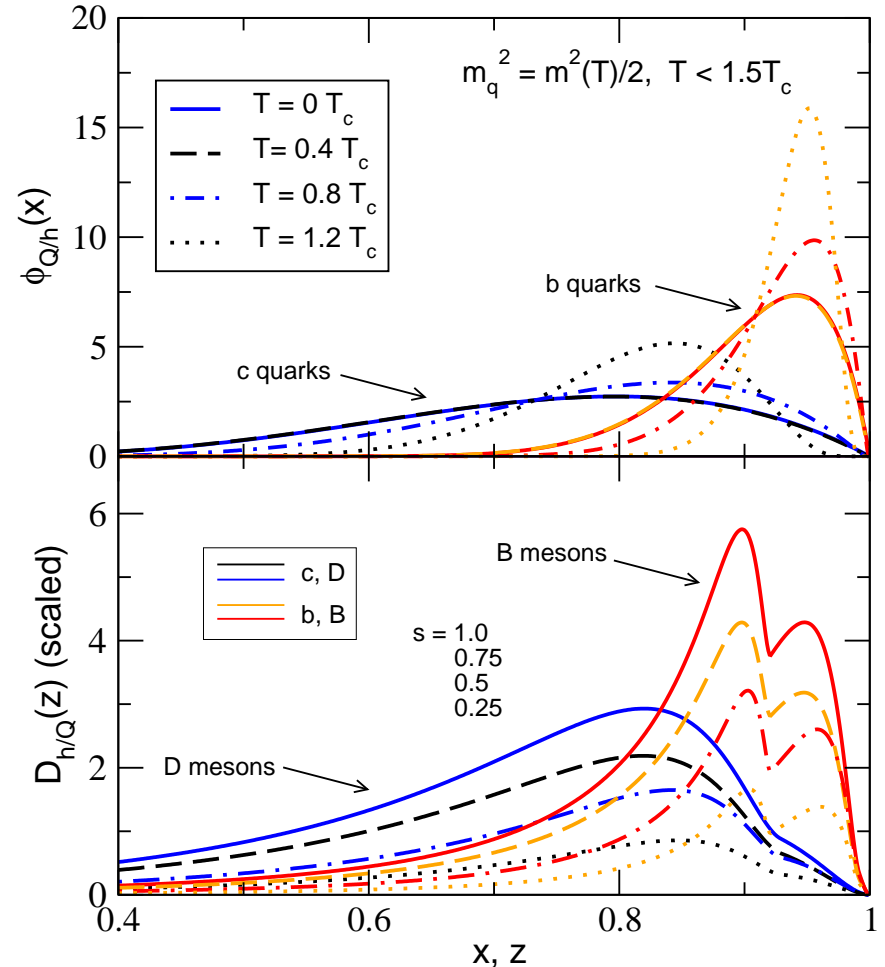 20
15
10
5
0
ϕ_{Q/h}(x)
m_q^2 = m^2(T)/2, T < 1.5T_c
T = 0 T_c
T= 0.4 T_c
T = 0.8 T_c
T = 1.2 T_c
b quarks
c quarks
6
4
2
0
D_{h/Q}(z) (scaled)
B mesons
c, D
b, B
s = 1.0
0.75
0.5
0.25
D mesons
0.4
0.6
0.8
1
x, z